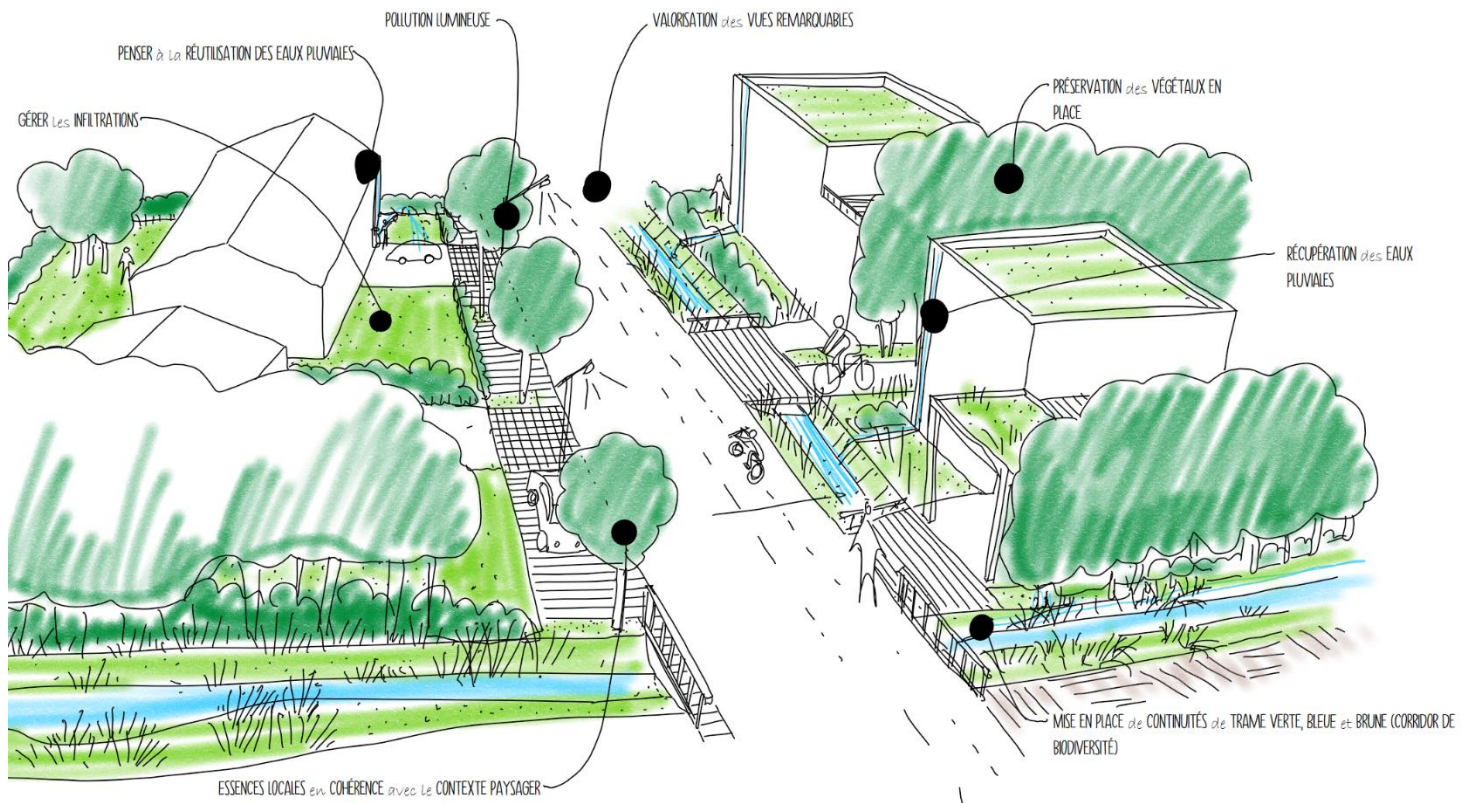 POLLUTION LUMINEUSE
VALORISATION des VUES REMARQUABLES
PENSER à la RÉUTILISATION DES EAUX PLUVIALES
PRÉSERVATION des VÉGÉTAUX EN
PLACE
GÉRER les INFILTRATIONS
RÉCUPÉRATION des EAUX
PLUVIALES
MISE EN PLACE de CONTINUITÉS de TRAME VERTE, BLEUE et BRUNE (CORRIDOR DE
BIODIVERSITÉ)
ESSENCES LOCALES en COHÉRENCE avec le CONTEXTE PAYSAGER